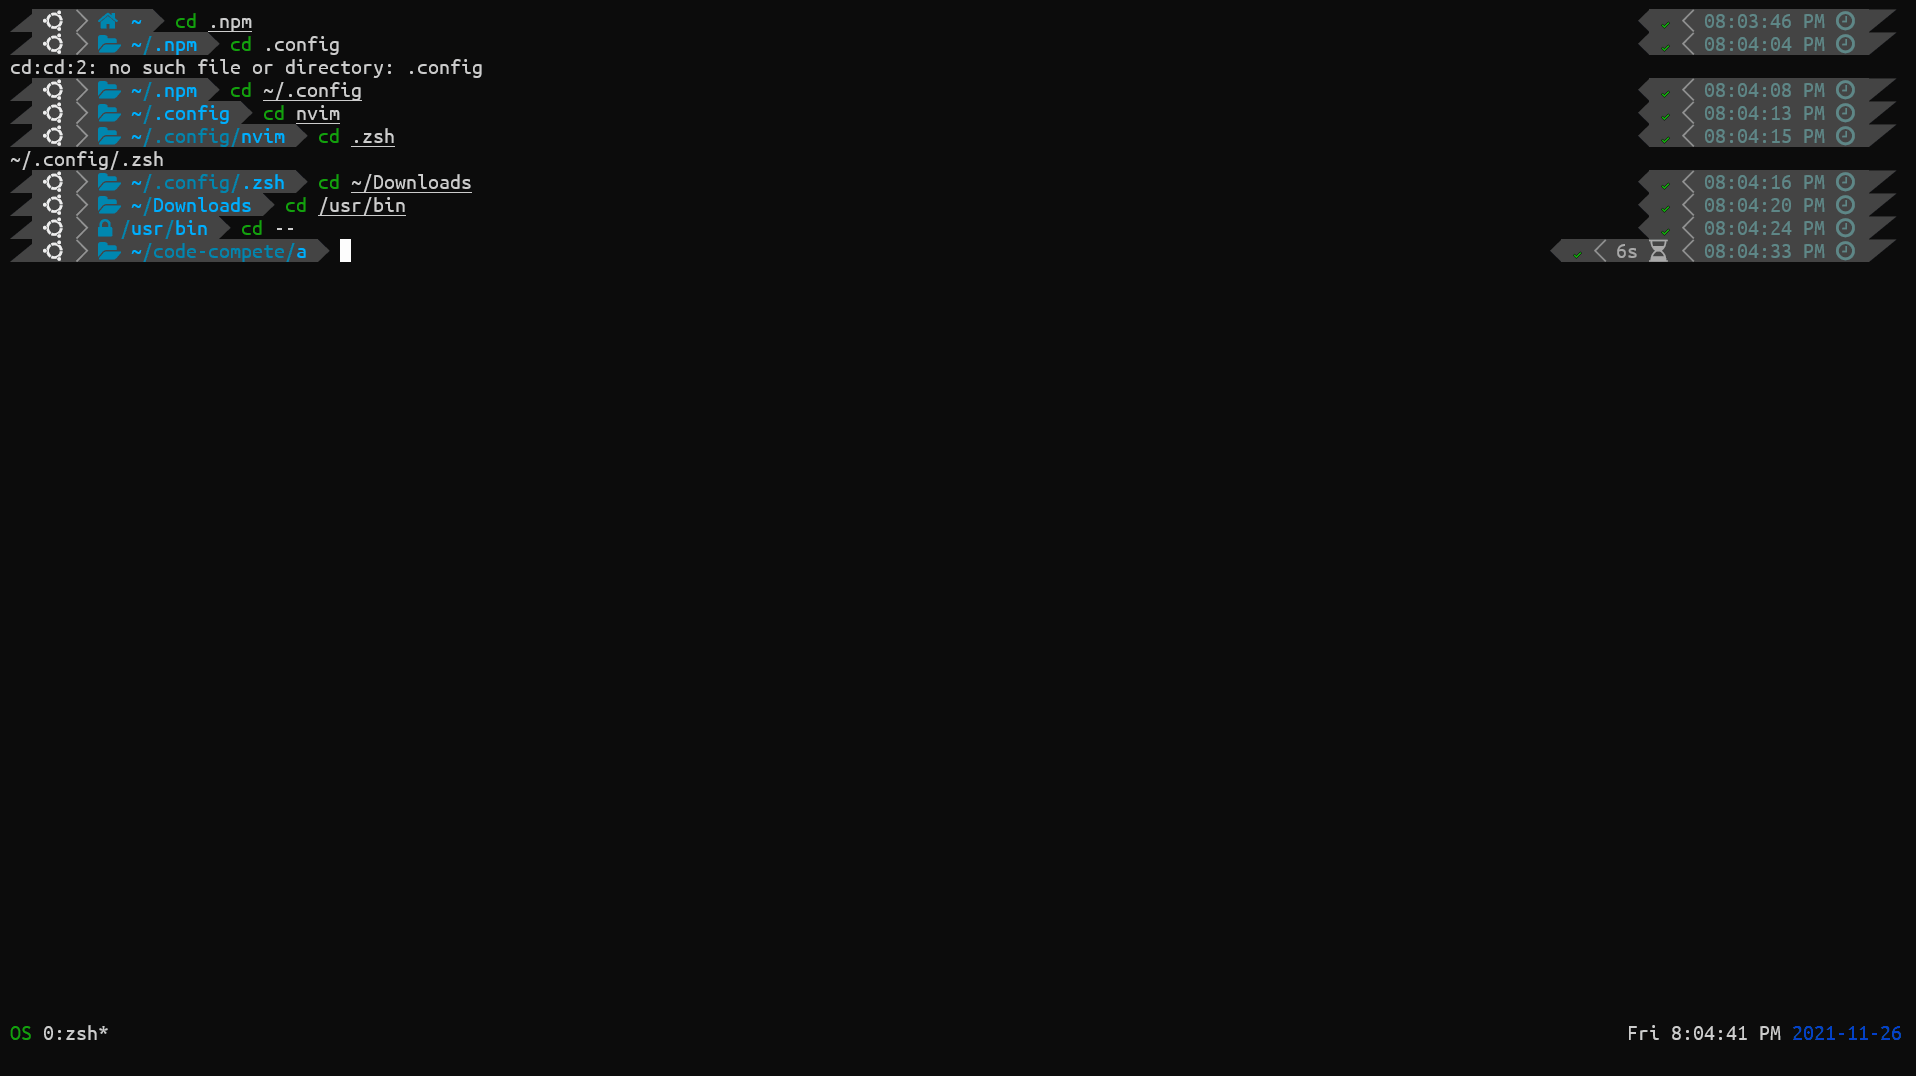 ~ cd .npm 08:03:46 PM
~/.npm cd .config 08:04:04 PM
cd:cd:2: no such file or directory: .config
~/.npm cd ~/.config 08:04:08 PM
~/.config cd nvim 08:04:13 PM
~/.config/nvim cd .zsh 08:04:15 PM
~/.config/.zsh
~/.config/.zsh cd ~/Downloads 08:04:16 PM
~/Downloads cd /usr/bin 08:04:20 PM
/usr/bin cd -- 08:04:24 PM
~/code-compete/a 6s 08:04:33 PM
OS 0:zsh* Fri 8:04:41 PM 2021-11-26